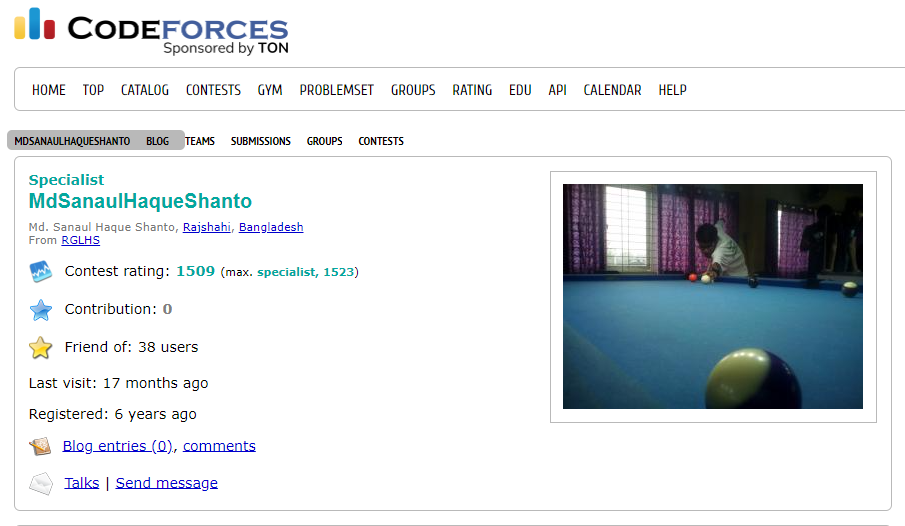 CODEFORCES
Sponsored by TON
HOME TOP CATALOG CONTESTS GYM PROBLEMSET GROUPS RATING EDU API CALENDAR HELP
MDSANAULHAQUESHANTO BLOG TEAMS SUBMISSIONS GROUPS CONTESTS
Specialist
MdSanaulHaqueShanto
Md. Sanaul Haque Shanto, Rajshahi, Bangladesh
From RGLHS
Contest rating: 1509 (max. specialist, 1523)
Contribution: 0
Friend of: 38 users
Last visit: 17 months ago
Registered: 6 years ago
Blog entries (0), comments
Talks | Send message